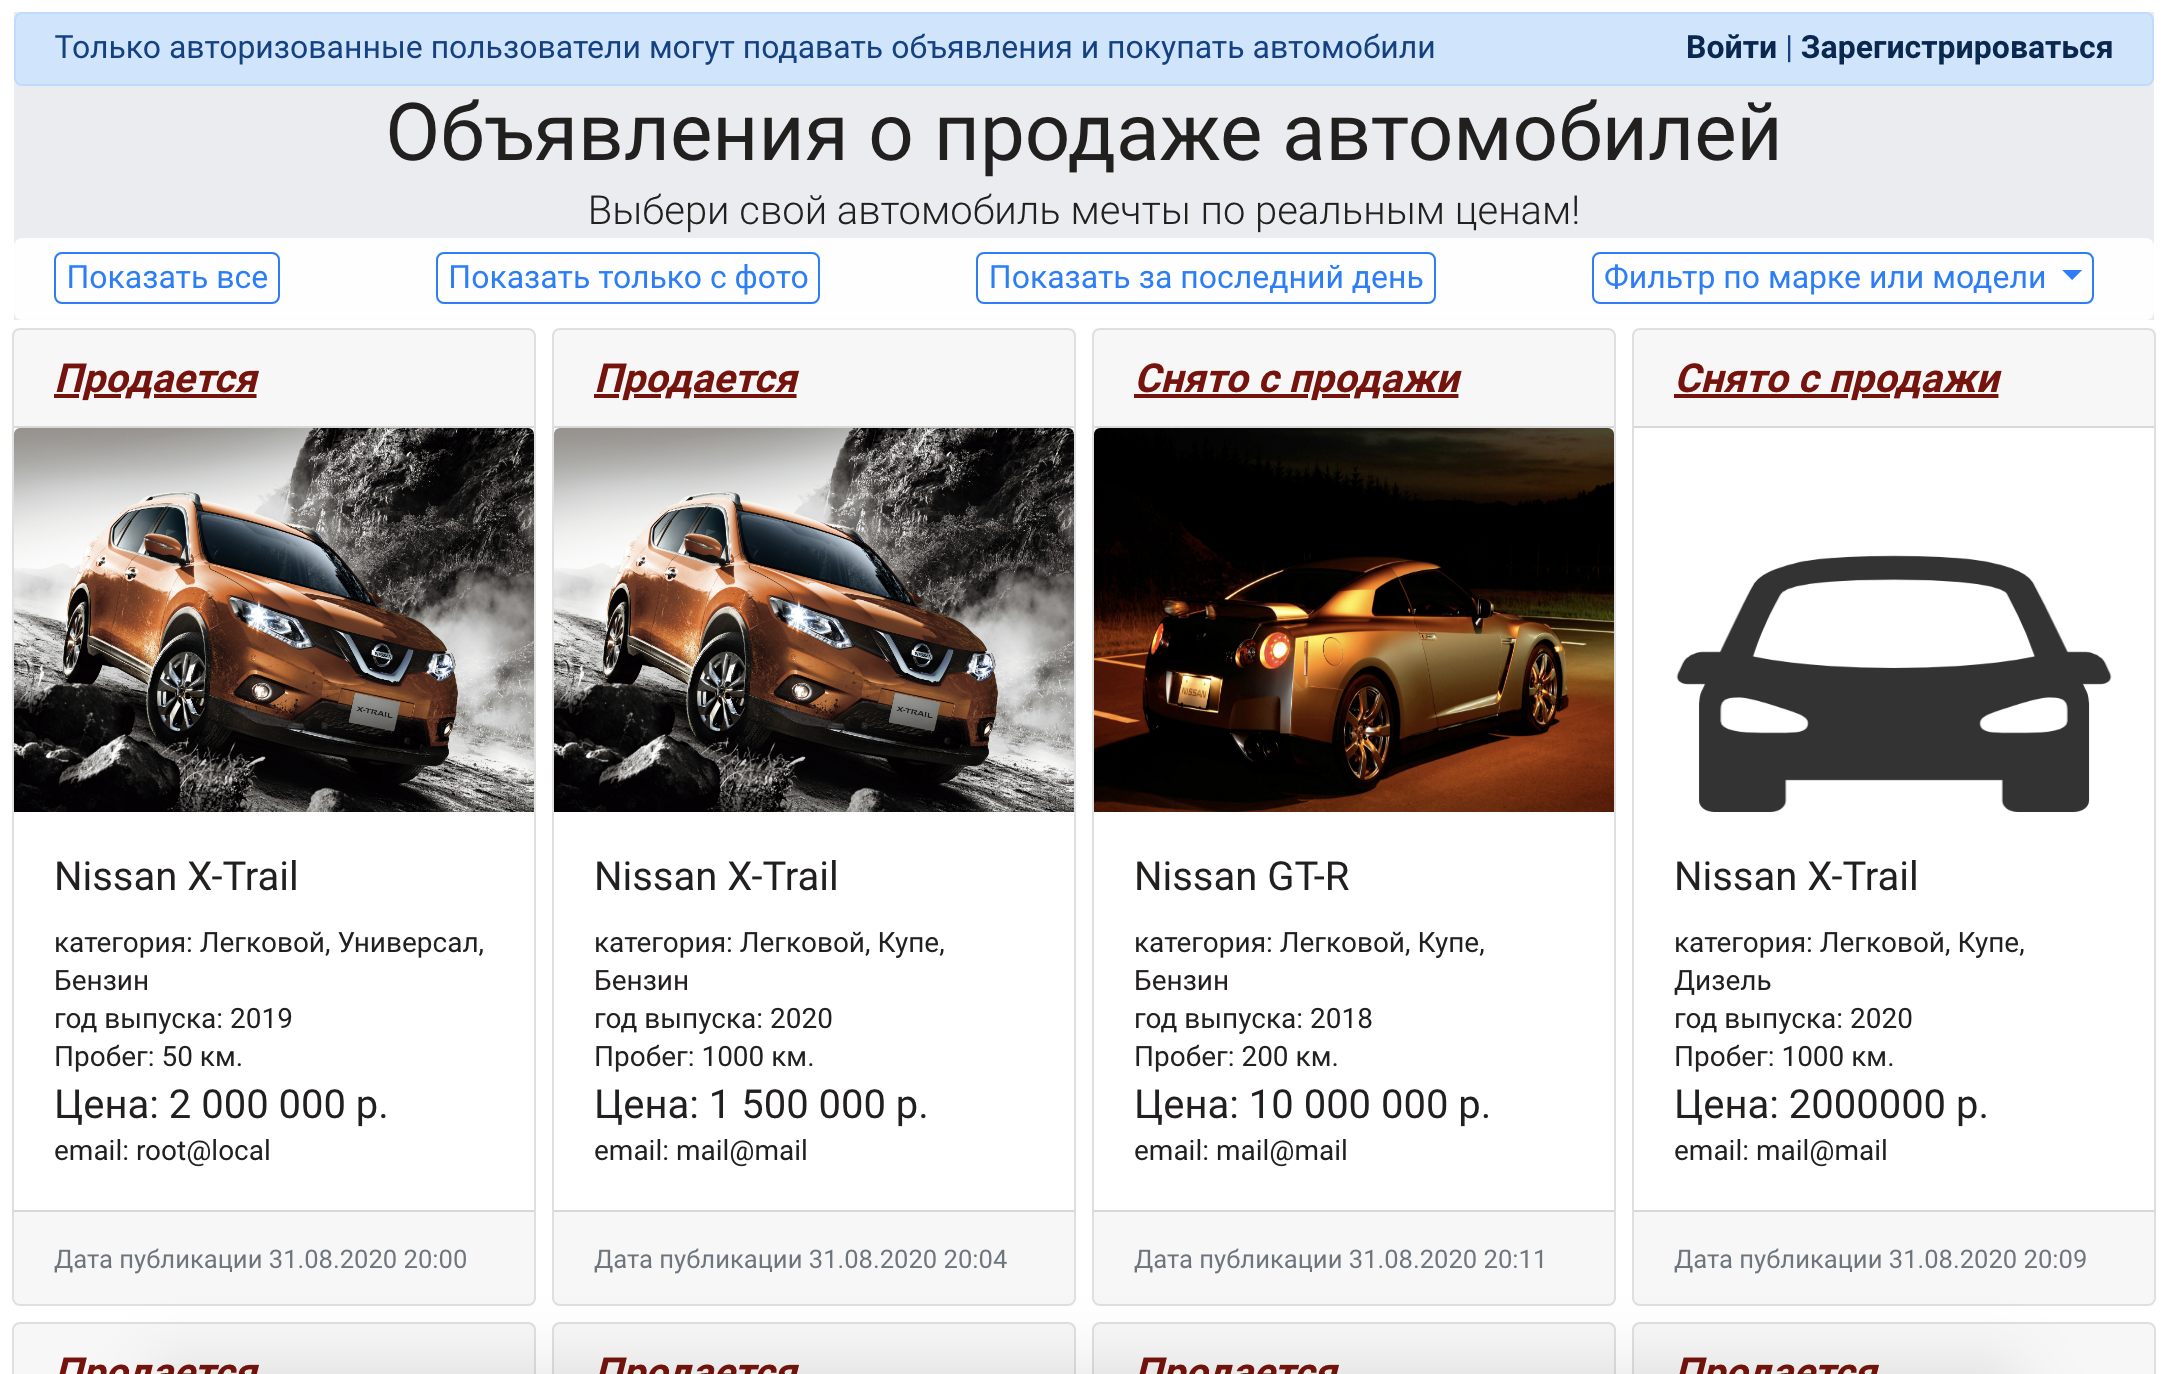 Только авторизованные пользователи могут подавать объявления и покупать автомобили
Войти | Зарегистрироваться
Объявления о продаже автомобилей
Выбери свой автомобиль мечты по реальным ценам!
Показать все
Показать только с фото
Показать за последний день
Фильтр по марке или модели
Продается
X-TRAIL
Nissan X-Trail
категория: Легковой, Универсал,
Бензин
год выпуска: 2019
Пробег: 50 км.
Цена: 2 000 000 р.
email: root@local
Дата публикации 31.08.2020 20:00
Продается
X-TRAIL
Nissan X-Trail
категория: Легковой, Купе,
Бензин
год выпуска: 2020
Пробег: 1000 км.
Цена: 1 500 000 р.
email: mail@mail
Дата публикации 31.08.2020 20:04
Снято с продажи
NISSAN
Nissan GT-R
категория: Легковой, Купе,
Бензин
год выпуска: 2018
Пробег: 200 км.
Цена: 10 000 000 р.
email: mail@mail
Дата публикации 31.08.2020 20:11
Снято с продажи
Nissan X-Trail
категория: Легковой, Купе,
Дизель
год выпуска: 2020
Пробег: 1000 км.
Цена: 2000000 р.
email: mail@mail
Дата публикации 31.08.2020 20:09
Продается
Продается
Продается
Продается